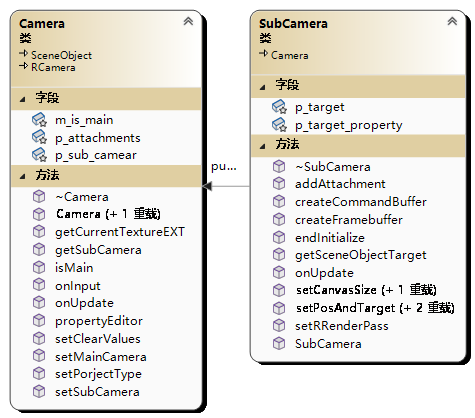 Camera
类
SceneObject
RCamera
字段
m_is_main
p_attachments
p_sub_camear
方法
~Camera
Camera (+ 1 重载)
getCurrentTextureEXT
getSubCamera
isMain
onInput
onUpdate
propertyEditor
setClearValues
setMainCamera
setPorjectType
setSubCamera
pu...
SubCamera
类
Camera
字段
p_target
p_target_property
方法
~SubCamera
addAttachment
createCommandBuffer
createFramebuffer
endInitialize
getSceneObjectTarget
onUpdate
setCanvasSize (+ 1 重载)
setPosAndTarget (+ 2 重载)
setRRenderPass
SubCamera